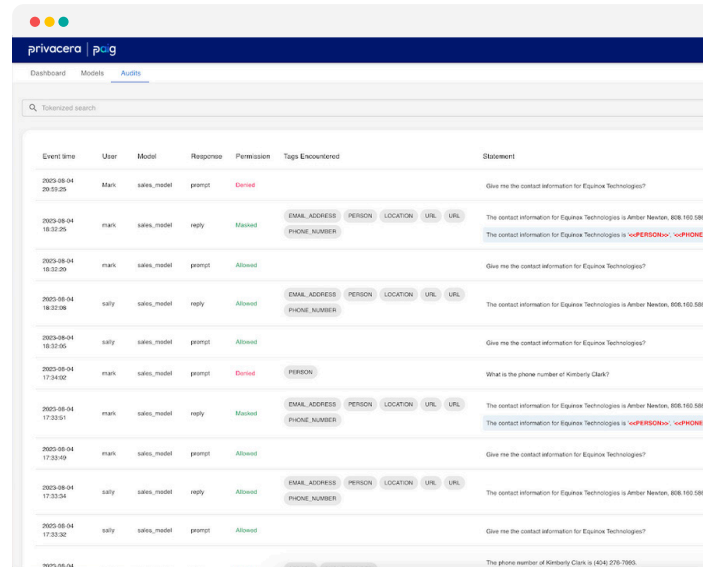 privacera | paig
Dashboard Models Audits
Tokenized search
Event time User Model Response Permission Tags Encountered Statement
2023-08-04
20:59:25 Mark sales_model prompt Denied Give me the contact information for Equinox Technologies?
2023-08-04
18:32:25 mark sales_model reply Masked EMAIL_ADDRESS PERSON LOCATION URL URL
PHONE_NUMBER
The contact information for Equinox Technologies is Amber Newton, 808.160.586
The contact information for Equinox Technologies is '<<PERSON>>', '<<PHONE
2023-08-04
18:32:20 mark sales_model prompt Allowed Give me the contact information for Equinox Technologies?
2023-08-04
18:32:08 sally sales_model reply Allowed EMAIL_ADDRESS PERSON LOCATION URL URL
PHONE_NUMBER
The contact information for Equinox Technologies is Amber Newton, 808.160.586
2023-08-04
18:32:05 sally sales_model prompt Allowed Give me the contact information for Equinox Technologies?
2023-08-04
17:34:02 mark sales_model prompt Denied PERSON What is the phone number of Kimberly Clark?
2023-08-04
17:33:51 mark sales_model reply Masked EMAIL_ADDRESS PERSON LOCATION URL URL
PHONE_NUMBER
The contact information for Equinox Technologies is Amber Newton, 808.160.586
The contact information for Equinox Technologies is '<<PERSON>>', '<<PHONE
2023-08-04
17:33:49 mark sales_model prompt Allowed Give me the contact information for Equinox Technologies?
2023-08-04
17:33:34 sally sales_model reply Allowed EMAIL_ADDRESS PERSON LOCATION URL URL
PHONE_NUMBER
The contact information for Equinox Technologies is Amber Newton, 808.160.586
2023-08-04
17:33:32 sally sales_model prompt Allowed Give me the contact information for Equinox Technologies?
The phone number of Kimberly Clark is (404) 276-7993.
2023-08-04